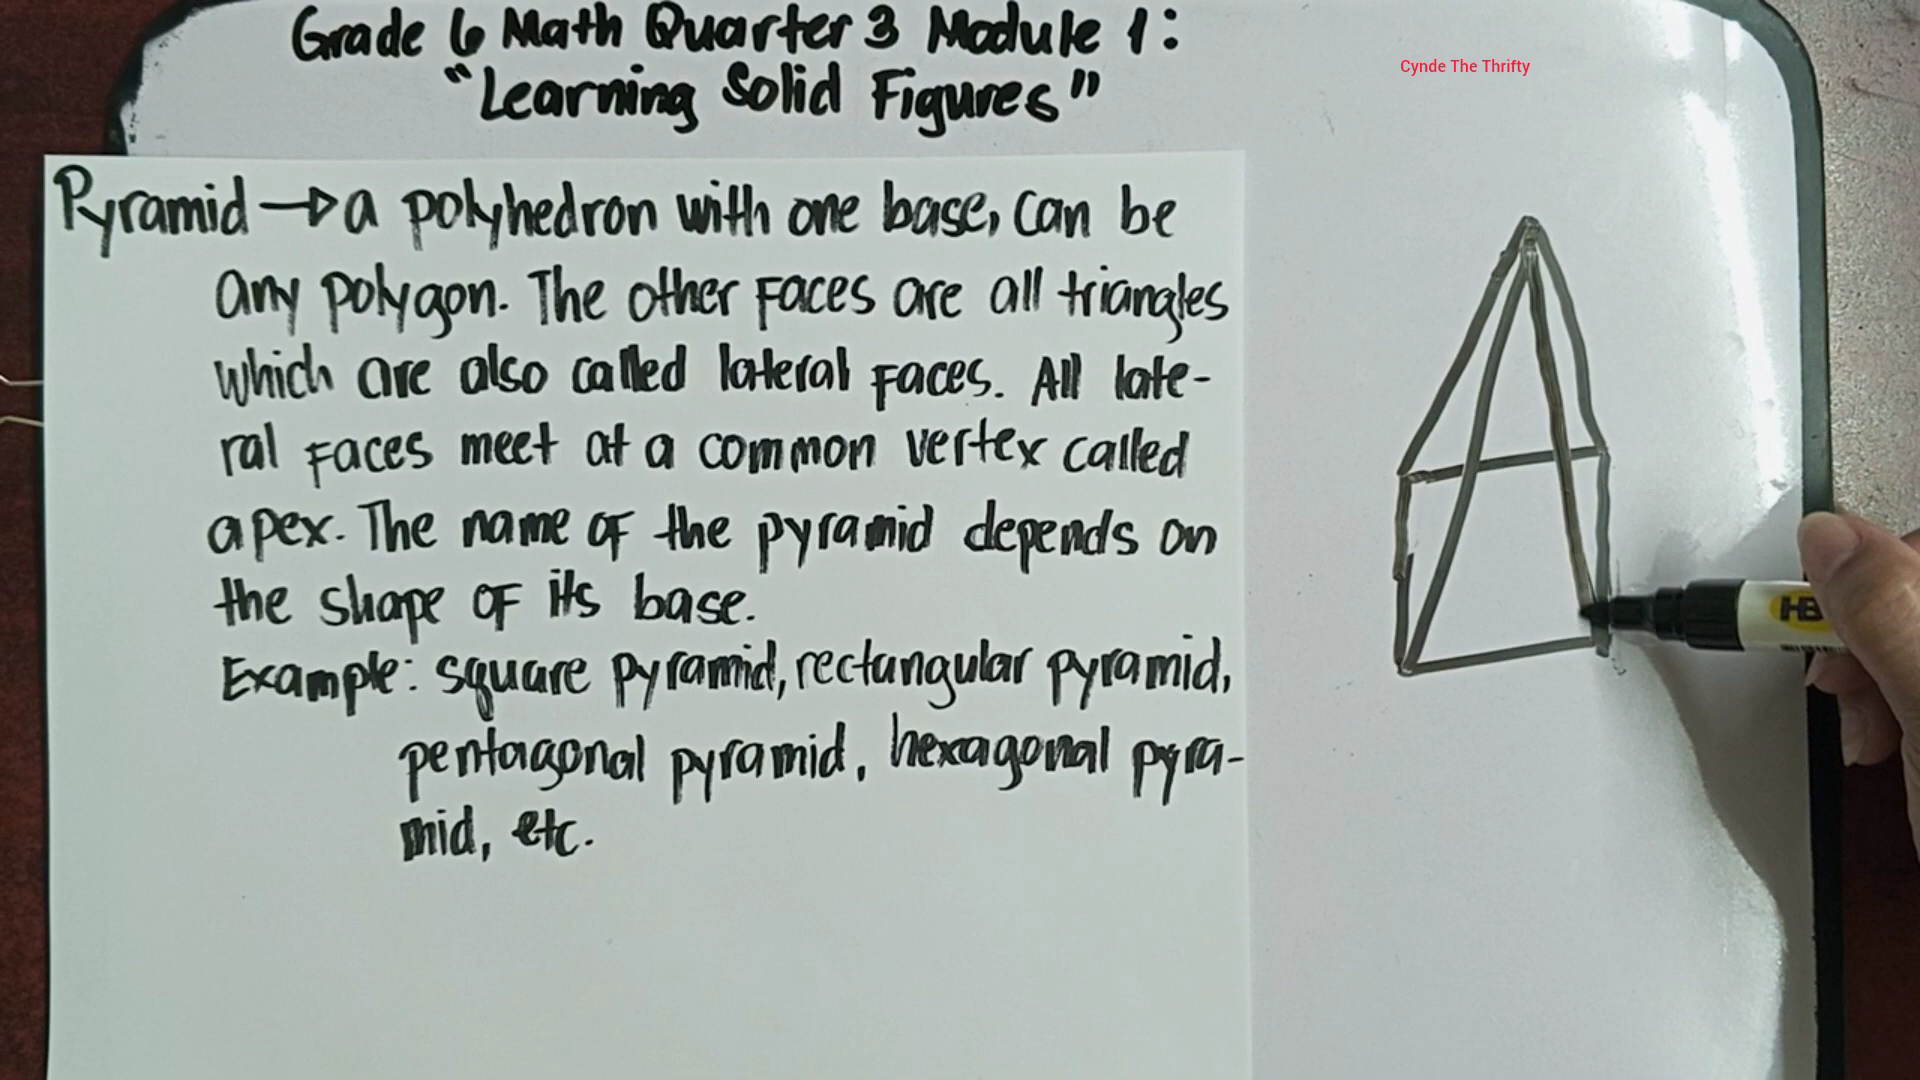 Grade 6 Math Quarter 3 Module 1:
"Learning Solid Figures"
Cynde The Thrifty
Pyramid → a polyhedron with one base, can be
any polygon. The other faces are all triangles
which are also called lateral faces. All late-
ral faces meet at a common vertex called
apex. The name of the pyramid depends on
the shape of its base.
Example: square pyramid, rectangular pyramid,
pentagonal pyramid, hexagonal pyra-
mid, etc.
HB